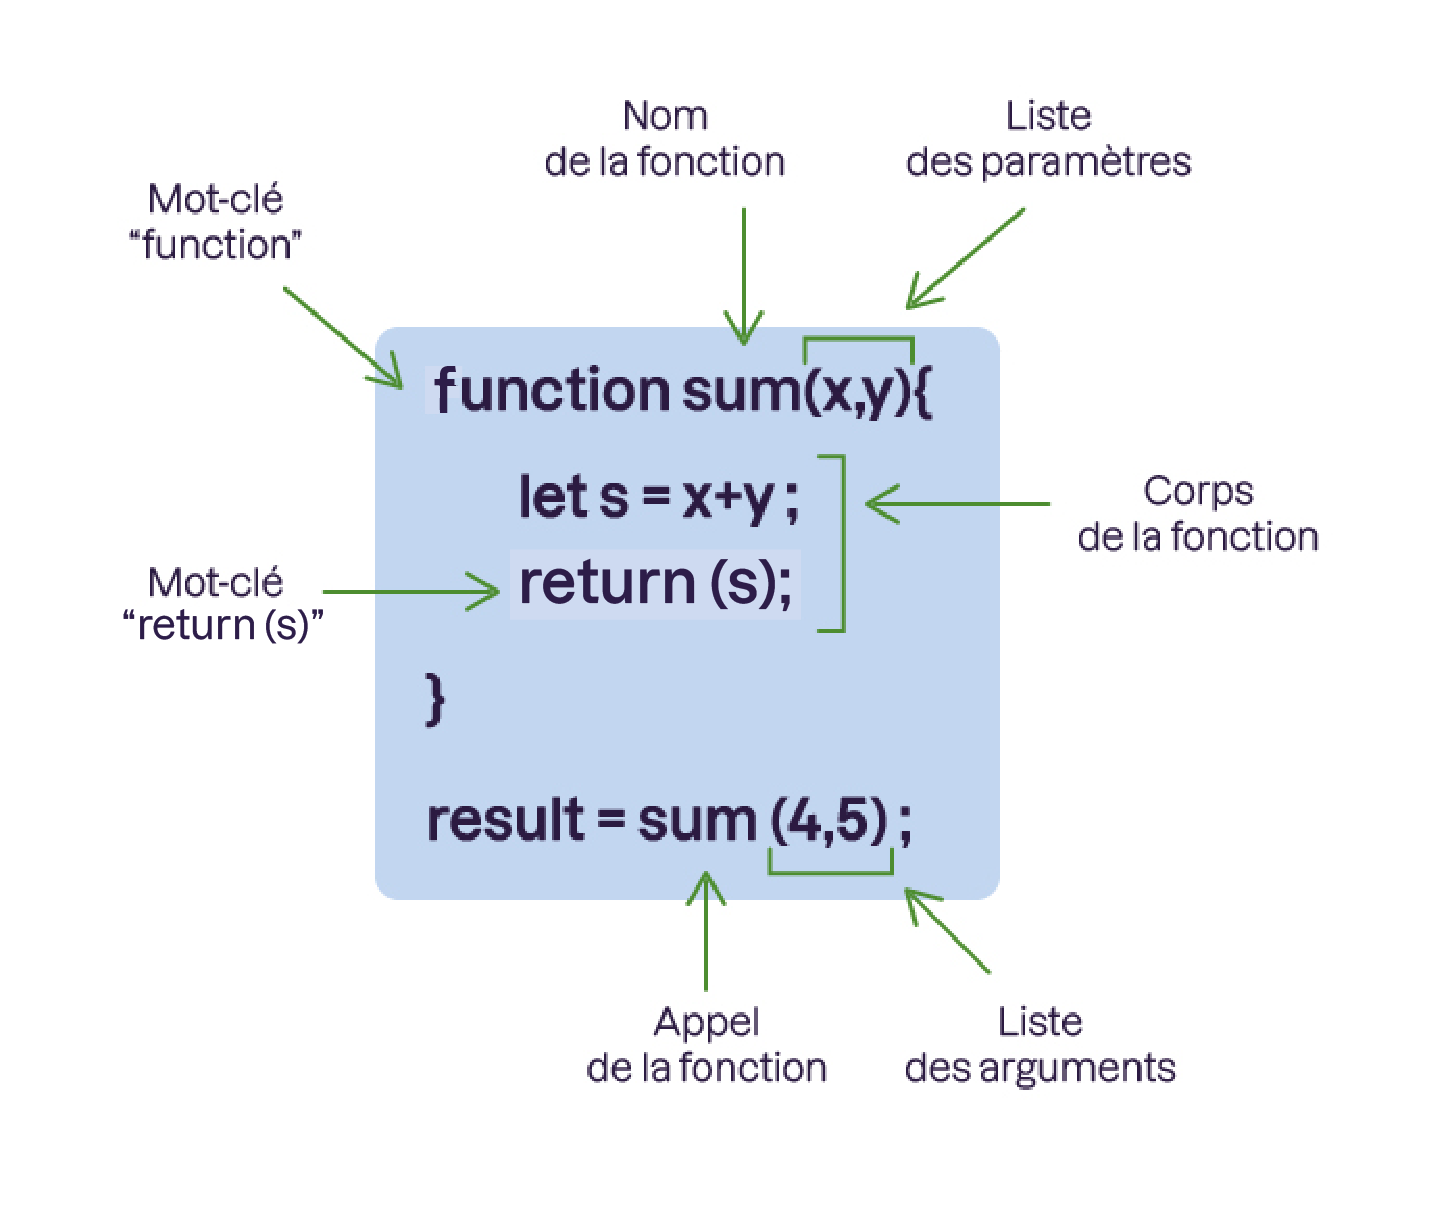 Nom
de la fonction
Liste
des paramètres
Mot-clé
“function”
function sum(x,y){
let s = x+y ;
return (s);
Corps
de la fonction
Mot-clé
“return (s)”
}
result = sum (4,5) ;
Appel
de la fonction
Liste
des arguments